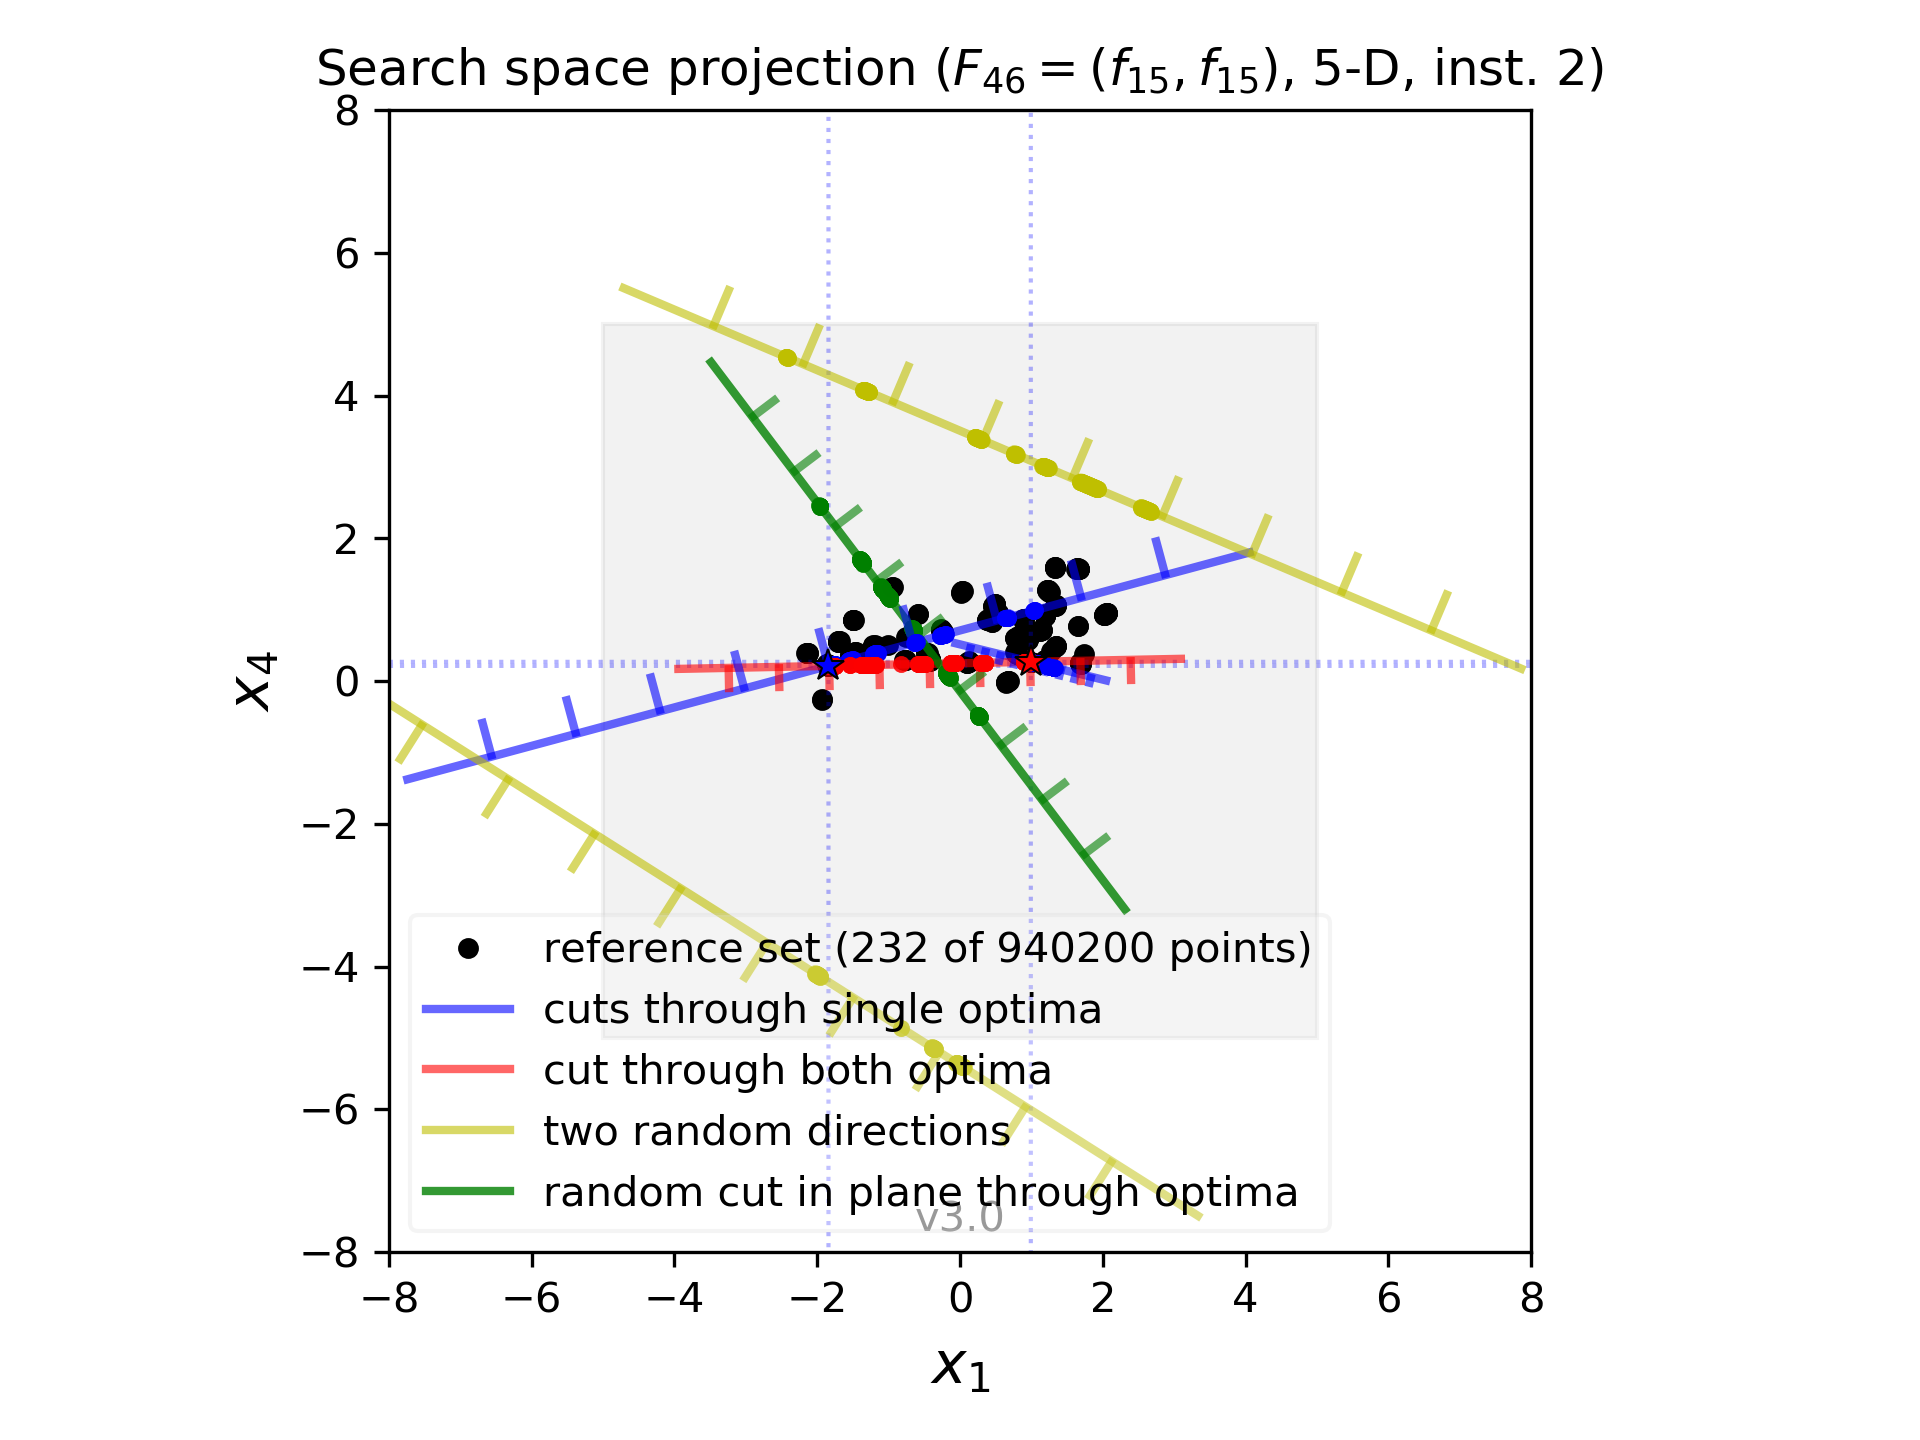 Search space projection (F₄₆ = (f₁₅, f₁₅), 5-D, inst. 2)
8
6
4
2
0
−2
−4
−6
−8
x₄
reference set (232 of 940200 points)
cuts through single optima
cut through both optima
two random directions
random cut in plane through optima
v3.0
−8 −6 −4 −2 0 2 4 6 8
x₁